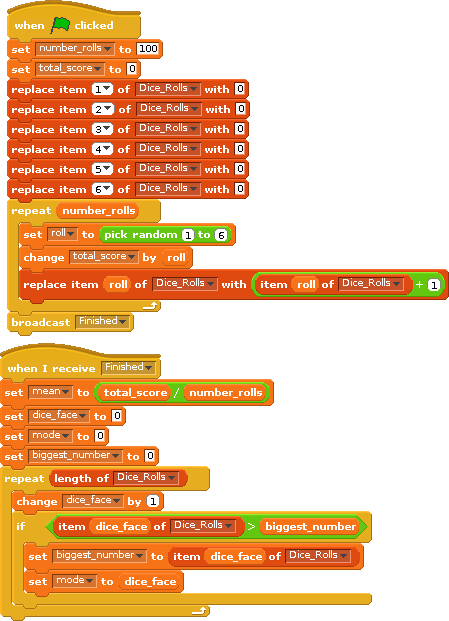 when clicked
set number_rolls to 100
set total_score to 0
replace item 1 of Dice_Rolls with 0
replace item 2 of Dice_Rolls with 0
replace item 3 of Dice_Rolls with 0
replace item 4 of Dice_Rolls with 0
replace item 5 of Dice_Rolls with 0
replace item 6 of Dice_Rolls with 0
repeat number_rolls
set roll to pick random 1 to 6
change total_score by roll
replace item roll of Dice_Rolls with item roll of Dice_Rolls + 1
broadcast Finished
when I receive Finished
set mean to total_score / number_rolls
set dice_face to 0
set mode to 0
set biggest_number to 0
repeat length of Dice_Rolls
change dice_face by 1
if item dice_face of Dice_Rolls > biggest_number
set biggest_number to item dice_face of Dice_Rolls
set mode to dice_face